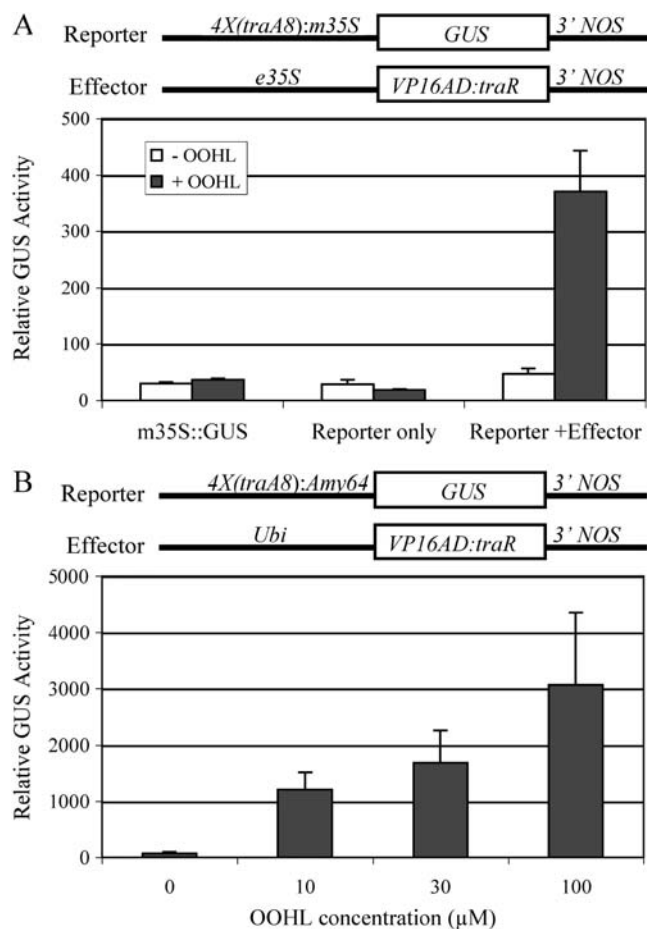 A
Reporter 4X(traA8):m35S GUS 3' NOS
Effector e35S VP16AD:traR 3' NOS
500
400
300
200
100
0
Relative GUS Activity
- OOHL
+ OOHL
m35S::GUS Reporter only Reporter +Effector
B
Reporter 4X(traA8):Amy64 GUS 3' NOS
Effector Ubi VP16AD:traR 3' NOS
5000
4000
3000
2000
1000
0
Relative GUS Activity
0 10 30 100
OOHL concentration (µM)